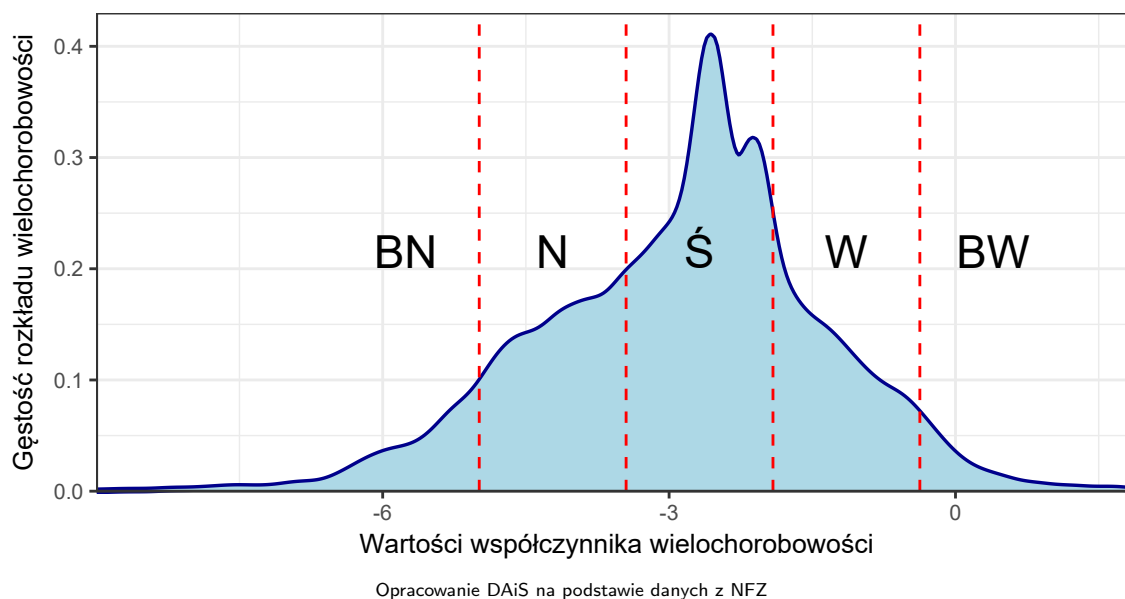 Gęstość rozkładu wielochorobowości
0.4
0.3
0.2
0.1
0.0
BN N Ś W BW
-6 -3 0
Wartości współczynnika wielochorobowości
Opracowanie DAiS na podstawie danych z NFZ